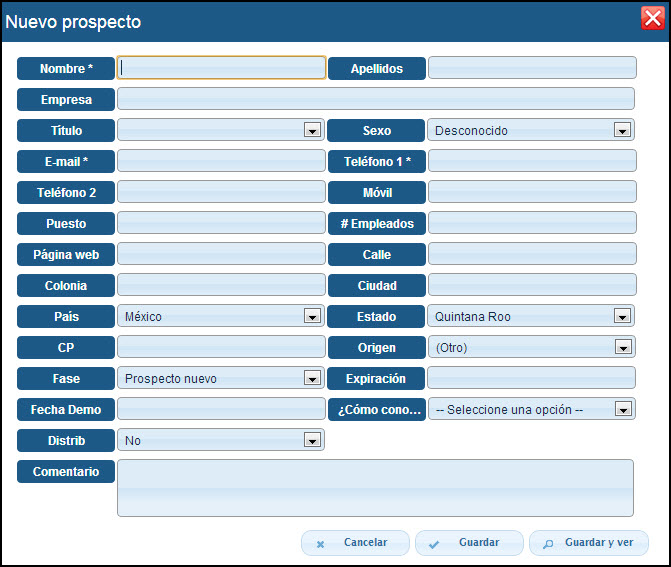 Nuevo prospecto
Nombre * Apellidos
Empresa
Título Sexo Desconocido
E-mail * Teléfono 1 *
Teléfono 2 Móvil
Puesto # Empleados
Página web Calle
Colonia Ciudad
País México Estado Quintana Roo
CP Origen (Otro)
Fase Prospecto nuevo Expiración
Fecha Demo ¿Cómo cono... -- Seleccione una opción --
Distrib No
Comentario
Cancelar Guardar Guardar y ver